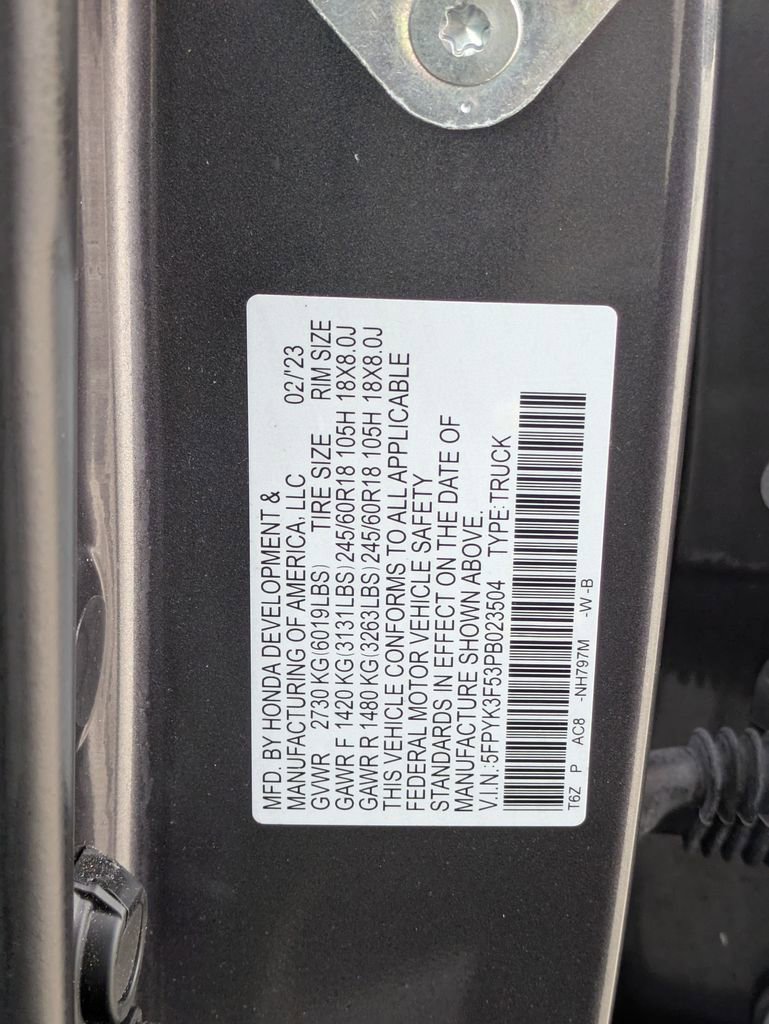 MFD. BY HONDA DEVELOPMENT &
MANUFACTURING OF AMERICA, LLC 02/'23
GVWR 2730 KG(6019LBS) TIRE SIZE RIM SIZE
GAWR F 1420 KG(3131LBS)245/60R18 105H 18X8.0J
GAWR R 1480 KG(3263LBS)245/60R18 105H 18X8.0J
THIS VEHICLE CONFORMS TO ALL APPLICABLE
FEDERAL MOTOR VEHICLE SAFETY
STANDARDS IN EFFECT ON THE DATE OF
MANUFACTURE SHOWN ABOVE.
V.I.N.:5FPYK3F53PB023504 TYPE:TRUCK
T6Z P AC8 -NH797M -W-B